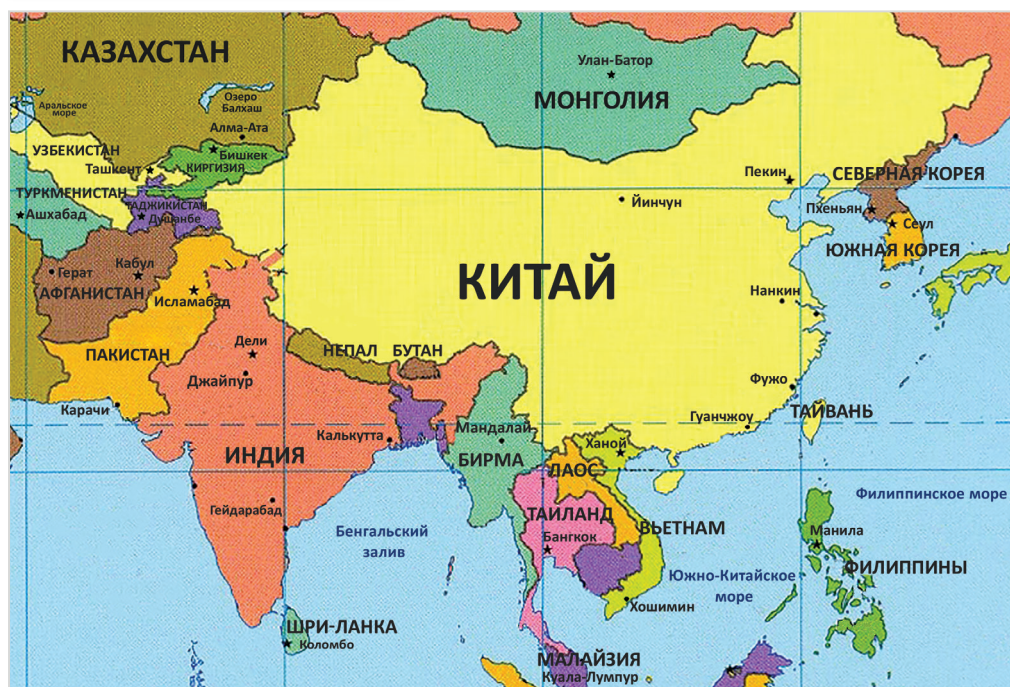 КАЗАХСТАН
Улан-Батор
МОНГОЛИЯ
Озеро
Балхаш
Аральское
море
Алма-Ата
УЗБЕКИСТАН
Бишкек
КИРГИЗИЯ
Ташкент
Пекин
СЕВЕРНАЯ КОРЕЯ
ТУРКМЕНИСТАН
ТАДЖИКИСТАН
Йинчун
Пхеньян
Ашхабад
Душанбе
Сеул
ЮЖНАЯ КОРЕЯ
Кабул
Герат
КИТАЙ
АФГАНИСТАН
Исламабад
Нанкин
Дели
ПАКИСТАН
НЕПАЛ
БУТАН
Джайпур
Фужо
Карачи
Гуанчжоу
ТАЙВАНЬ
Калькутта
Мандалай
Ханой
ИНДИЯ
БИРМА
ЛАОС
Филиппинское море
Гейдарабад
ТАИЛАНД
Бенгальский
залив
ВЬЕТНАМ
Манила
Бангкок
ФИЛИППИНЫ
Южно-Китайское
море
Хошимин
ШРИ-ЛАНКА
Коломбо
МАЛАЙЗИЯ
Куала-Лумпур